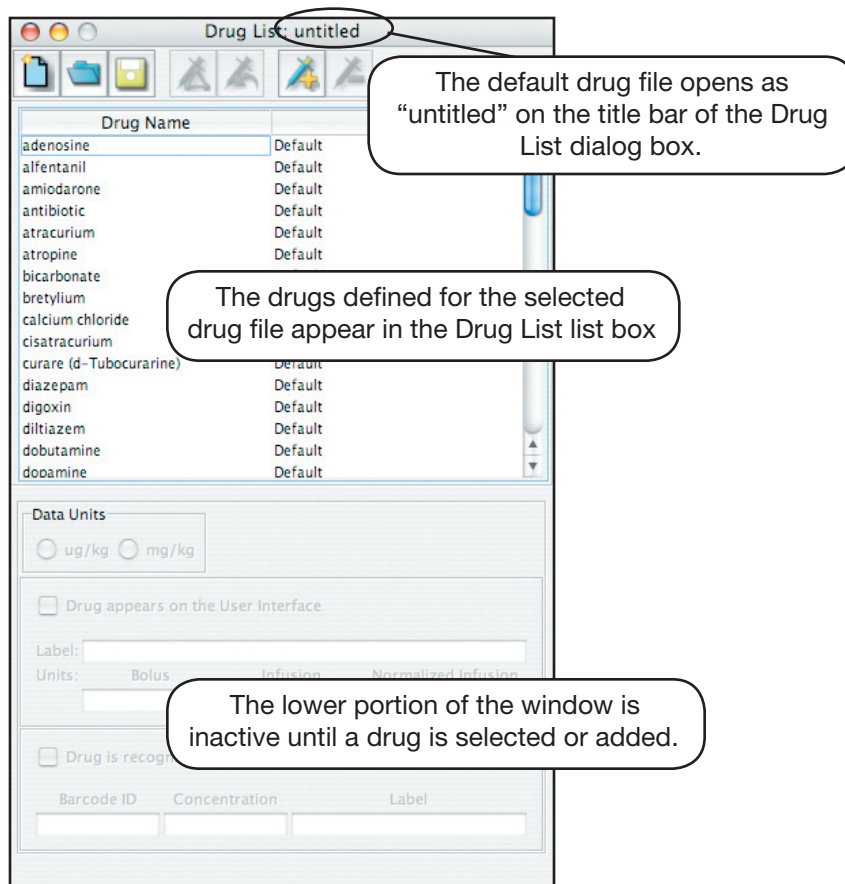 Drug List: untitled
The default drug file opens as
“untitled” on the title bar of the Drug
List dialog box.
Drug Name
adenosine Default
alfentanil Default
amiodarone Default
antibiotic Default
atracurium Default
atropine Default
bicarbonate
bretylium
calcium chloride
cisatracurium
The drugs defined for the selected
drug file appear in the Drug List list box
curare (d-Tubocurarine) Default
diazepam Default
digoxin Default
diltiazem Default
dobutamine Default
dopamine Default
Data Units
ug/kg mg/kg
Drug appears on the User Interface
Label:
Units: Bolus Infusion Normalized Infusion
The lower portion of the window is
inactive until a drug is selected or added.
Drug is
Barcode ID Concentration Label